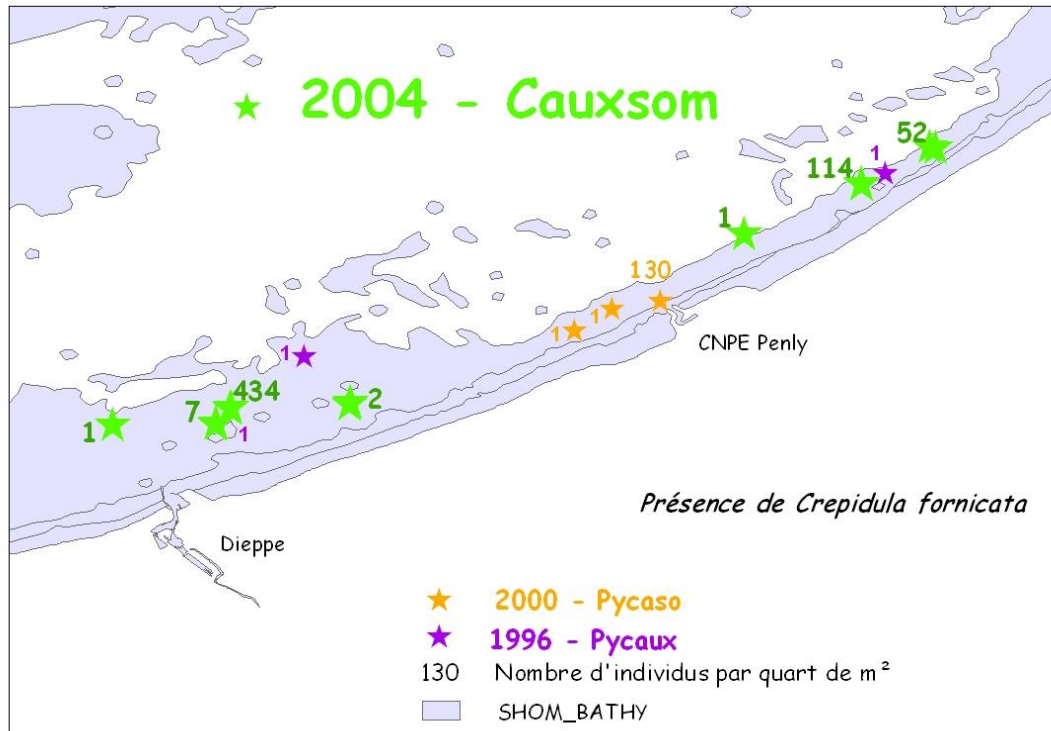 2004 - Cauxsom
52
1
114
1
130
1
1
CNPE Penly
1
434
2
7
1
1
Présence de Crepidula fornicata
Dieppe
2000 - Pycaso
1996 - Pycaux
130 Nombre d'individus par quart de m²
SHOM_BATHY